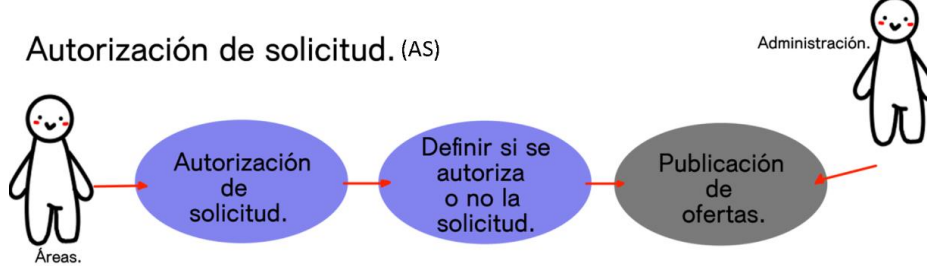 Autorización de solicitud. (AS)
Administración.
Autorización
de
solicitud.
Definir si se
autoriza
o no la
solicitud.
Publicación
de
ofertas.
Áreas.